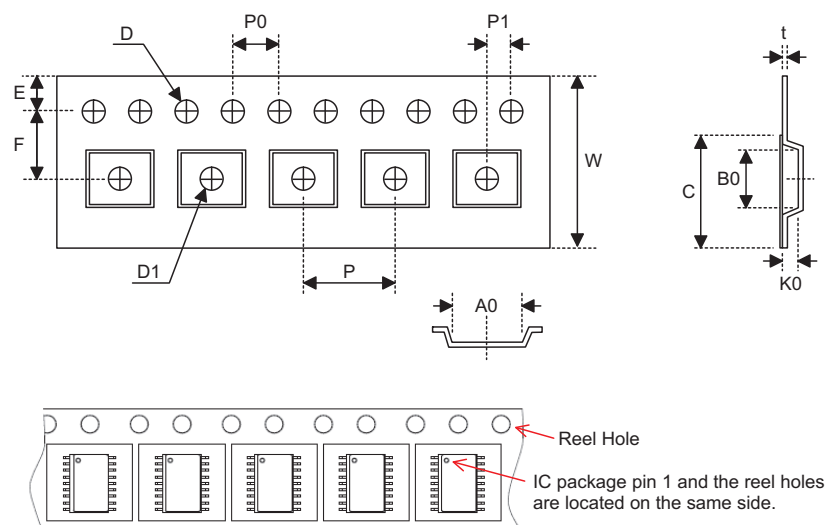 D
P0
P1
t
E
F
W
C
B0
D1
P
K0
A0
Reel Hole
IC package pin 1 and the reel holes
are located on the same side.